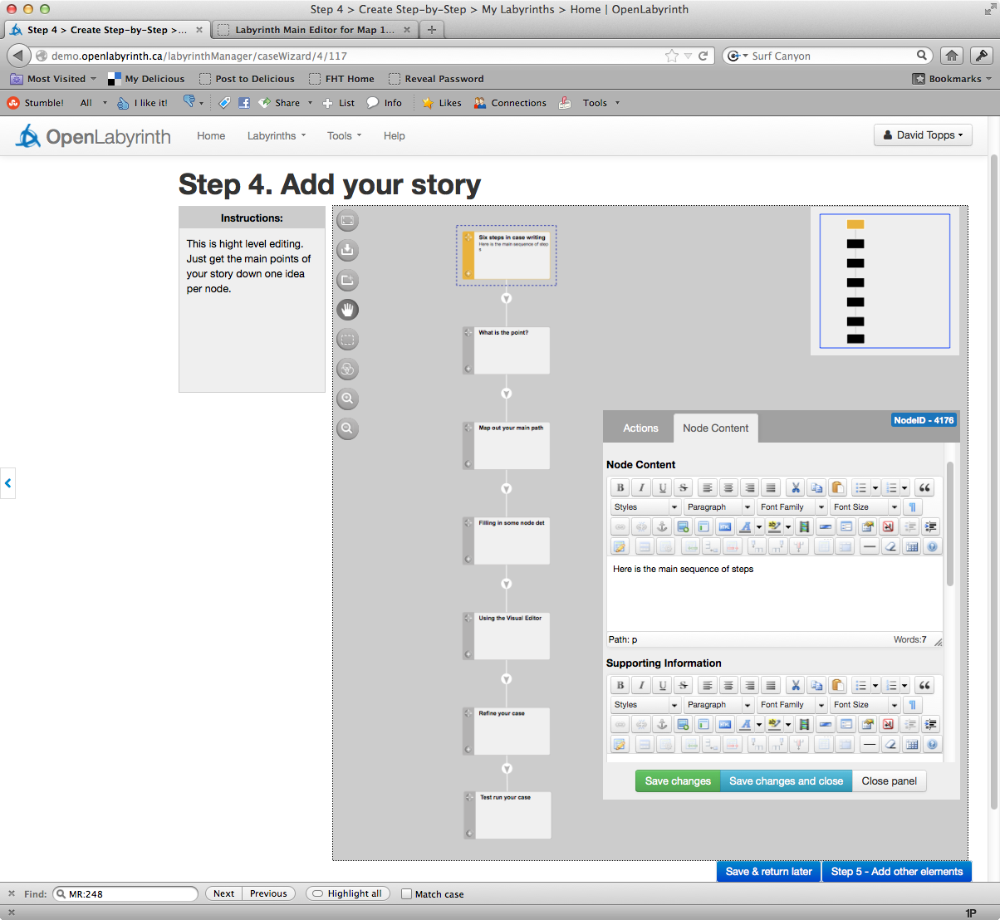 Step 4 > Create Step-by-Step > My Labyrinths > Home | OpenLabyrinth
Step 4 > Create Step-by-Step >...
Labyrinth Main Editor for Map 1...
demo.openlabyrinth.ca/labyrinthManager/caseWizard/4/117
Surf Canyon
Most Visited
My Delicious
Post to Delicious
FHT Home
Reveal Password
Bookmarks
Stumble!
All
I like it!
Share
List
Info
Likes
Connections
Tools
OpenLabyrinth
Home
Labyrinths
Tools
Help
David Topps
Step 4. Add your story
Instructions:
This is hight level editing.
Just get the main points of
your story down one idea
per node.
Six steps in case writing
Here is the main sequence of step
s
What is the point?
Map out your main path
Filling in some node det
Using the Visual Editor
Refine your case
Test run your case
Actions
Node Content
NodeID - 4176
Node Content
B I U S
Styles
Paragraph
Font Family
Font Size
HTML
Here is the main sequence of steps
Path: p
Words:7
Supporting Information
B I U S
Styles
Paragraph
Font Family
Font Size
HTML
Save changes
Save changes and close
Close panel
Save & return later
Step 5 - Add other elements
Find:
MR:248
Next
Previous
Highlight all
Match case
1P